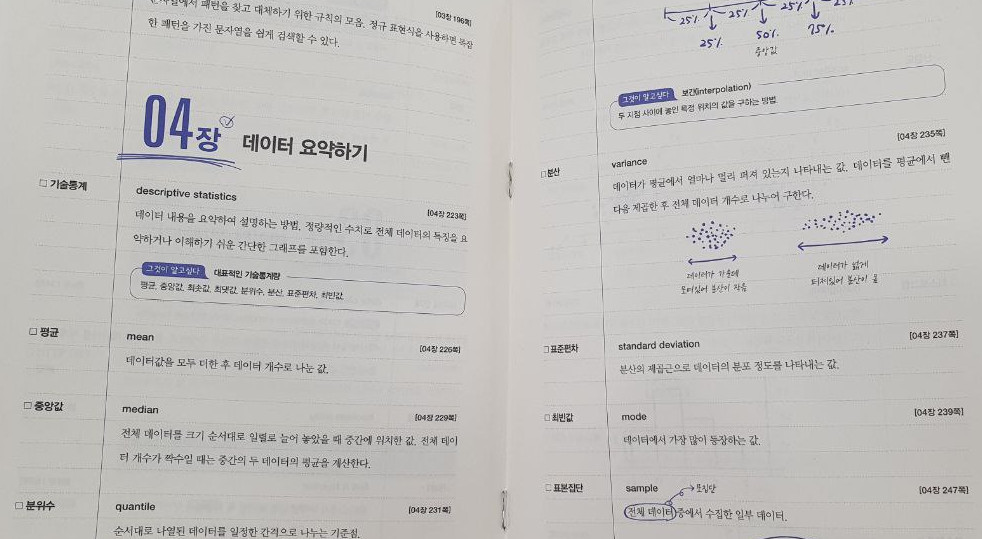 문자열에서 패턴을 찾고 대체하기 위한 규칙의 모음. 정규 표현식을 사용하면 복잡
[03장 196쪽]
한 패턴을 가진 문자열을 쉽게 검색할 수 있다.
04장 데이터 요약하기
□ 기술통계
descriptive statistics
[04장 223쪽]
데이터 내용을 요약하여 설명하는 방법. 정량적인 수치로 전체 데이터의 특징을 요
약하거나 이해하기 쉬운 간단한 그래프를 포함한다.
그것이 알고싶다 대표적인 기술통계량
평균, 중앙값, 최솟값, 최댓값, 분위수, 분산, 표준편차, 최빈값
□ 평균
mean
[04장 226쪽]
데이터값을 모두 더한 후 데이터 개수로 나눈 값.
□ 중앙값
median
[04장 229쪽]
전체 데이터를 크기 순서대로 일렬로 늘어 놓았을 때 중간에 위치한 값. 전체 데이
터 개수가 짝수일 때는 중간의 두 데이터의 평균을 계산한다.
□ 분위수
quantile
[04장 231쪽]
순서대로 나열된 데이터를 일정한 간격으로 나누는 기준점.
25% 25% 25% 25%
25% 50% 75%
중앙값
그것이 알고싶다 보간(interpolation)
두 지점 사이에 놓인 특정 위치의 값을 구하는 방법.
[04장 235쪽]
□ 분산
variance
데이터가 평균에서 얼마나 멀리 퍼져 있는지 나타내는 값. 데이터를 평균에서 뺀
다음 제곱한 후 전체 데이터 개수로 나누어 구한다.
데이터가 가운데
모여있어 분산이 작음
데이터가 넓게
퍼져있어 분산이 큼
□ 표준편차
standard deviation
[04장 237쪽]
분산의 제곱근으로 데이터의 분포 정도를 나타내는 값.
□ 최빈값
mode
[04장 239쪽]
데이터에서 가장 많이 등장하는 값.
□ 표본집단
sample
→모집단
[04장 247쪽]
전체 데이터 중에서 수집한 일부 데이터.